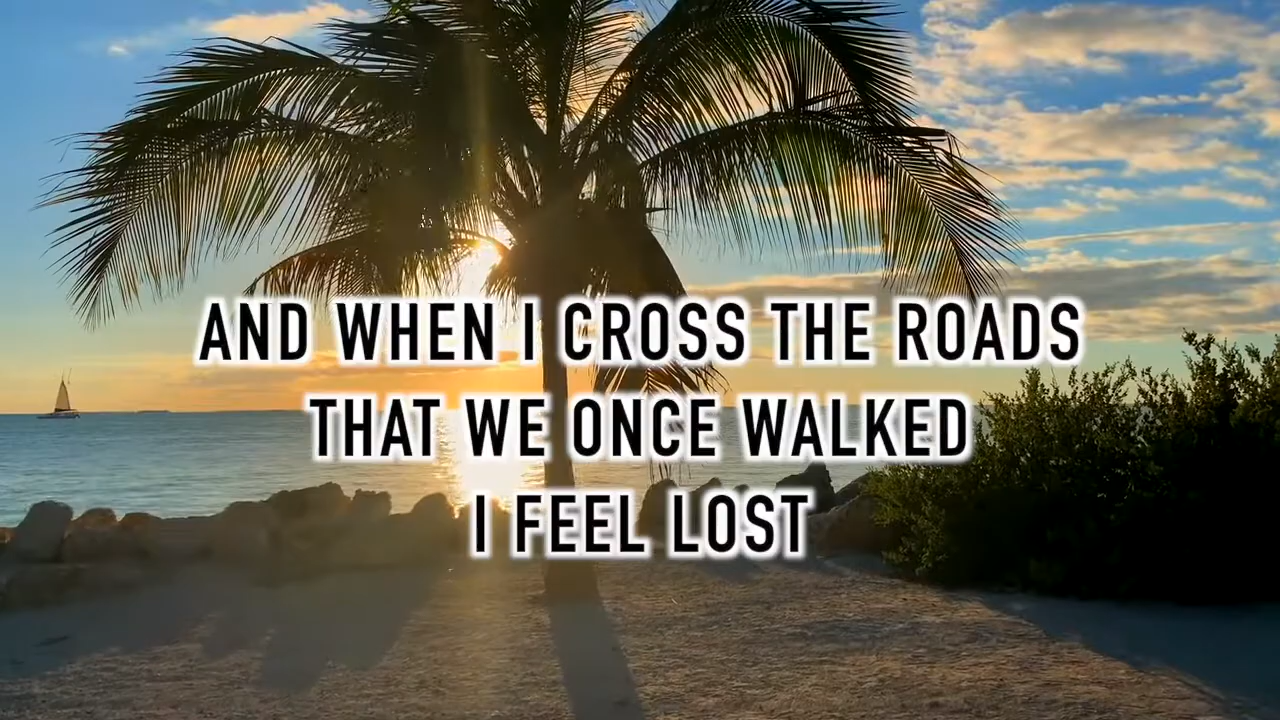 AND WHEN I CROSS THE ROADS
THAT WE ONCE WALKED
I FEEL LOST